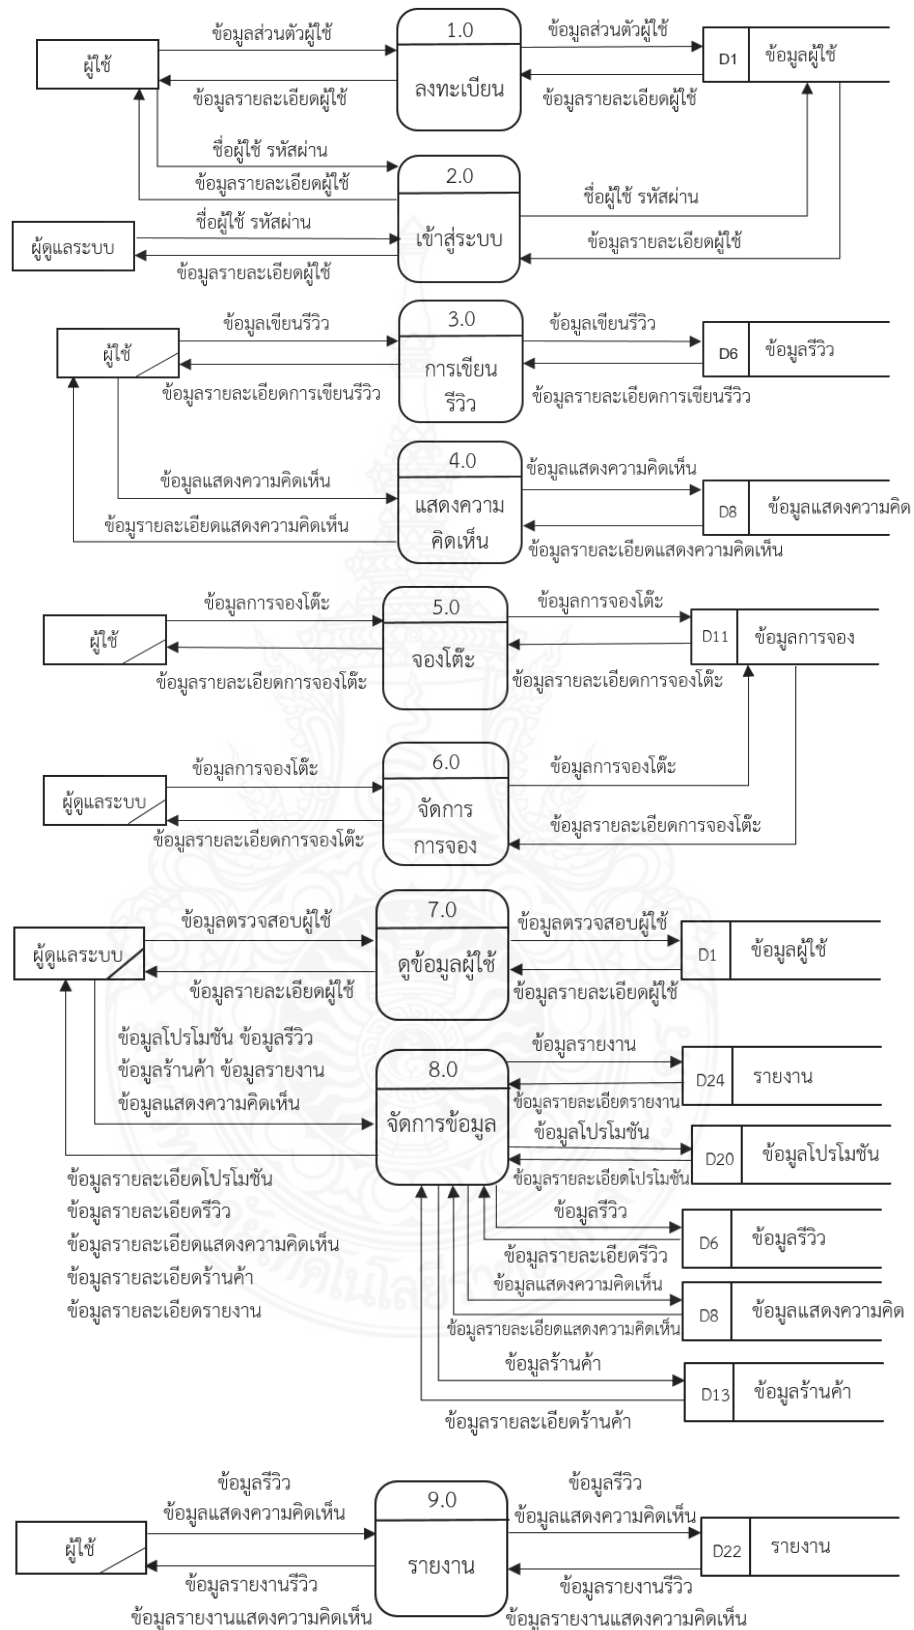 1.0
ข้อมูลส่วนตัวผู้ใช้
ข้อมูลส่วนตัวผู้ใช้
ผู้ใช้
D1
ข้อมูลผู้ใช้
ลงทะเบียน
ข้อมูลรายละเอียดผู้ใช้
ข้อมูลรายละเอียดผู้ใช้
ชื่อผู้ใช้ รหัสผ่าน
2.0
ข้อมูลรายละเอียดผู้ใช้
ชื่อผู้ใช้ รหัสผ่าน
ชื่อผู้ใช้ รหัสผ่าน
ผู้ดูแลระบบ
เข้าสู่ระบบ
ข้อมูลรายละเอียดผู้ใช้
ข้อมูลรายละเอียดผู้ใช้
3.0
ข้อมูลเขียนรีวิว
ข้อมูลเขียนรีวิว
ผู้ใช้
D6
ข้อมูลรีวิว
การเขียน
รีวิว
ข้อมูลรายละเอียดการเขียนรีวิว
ข้อมูลรายละเอียดการเขียนรีวิว
4.0
ข้อมูลแสดงความคิดเห็น
ข้อมูลแสดงความคิดเห็น
แสดงความ
คิดเห็น
D8
ข้อมูลแสดงความคิด
ข้อมูรายละเอียดแสดงความคิดเห็น
ข้อมูลรายละเอียดแสดงความคิดเห็น
5.0
ข้อมูลการจองโต๊ะ
ข้อมูลการจองโต๊ะ
ผู้ใช้
D11
ข้อมูลการจอง
จองโต๊ะ
ข้อมูลรายละเอียดการจองโต๊ะ
ข้อมูลรายละเอียดการจองโต๊ะ
6.0
ข้อมูลการจองโต๊ะ
ข้อมูลการจองโต๊ะ
ผู้ดูแลระบบ
จัดการ
การจอง
ข้อมูลรายละเอียดการจองโต๊ะ
ข้อมูลรายละเอียดการจองโต๊ะ
7.0
ข้อมูลตรวจสอบผู้ใช้
ข้อมูลตรวจสอบผู้ใช้
ผู้ดูแลระบบ
D1
ข้อมูลผู้ใช้
ดูข้อมูลผู้ใช้
ข้อมูลรายละเอียดผู้ใช้
ข้อมูลรายละเอียดผู้ใช้
ข้อมูลโปรโมชัน ข้อมูลรีวิว
ข้อมูลร้านค้า ข้อมูลรายงาน
ข้อมูลแสดงความคิดเห็น
8.0
จัดการข้อมูล
ข้อมูลรายงาน
D24
รายงาน
ข้อมูลรายละเอียดรายงาน
ข้อมูลโปรโมชัน
D20
ข้อมูลโปรโมชัน
ข้อมูลรายละเอียดโปรโมชัน
ข้อมูลรายละเอียดโปรโมชัน
ข้อมูลรายละเอียดรีวิว
ข้อมูลรายละเอียดแสดงความคิดเห็น
ข้อมูลรายละเอียดร้านค้า
ข้อมูลรายละเอียดรายงาน
ข้อมูลรีวิว
D6
ข้อมูลรีวิว
ข้อมูลรายละเอียดรีวิว
ข้อมูลแสดงความคิดเห็น
D8
ข้อมูลแสดงความคิด
ข้อมูลรายละเอียดแสดงความคิดเห็น
ข้อมูลร้านค้า
D13
ข้อมูลร้านค้า
ข้อมูลรายละเอียดร้านค้า
9.0
ข้อมูลรีวิว
ข้อมูลแสดงความคิดเห็น
ข้อมูลรีวิว
ข้อมูลแสดงความคิดเห็น
ผู้ใช้
D22
รายงาน
รายงาน
ข้อมูลรายงานรีวิว
ข้อมูลรายงานแสดงความคิดเห็น
ข้อมูลรายงานรีวิว
ข้อมูลรายงานแสดงความคิดเห็น